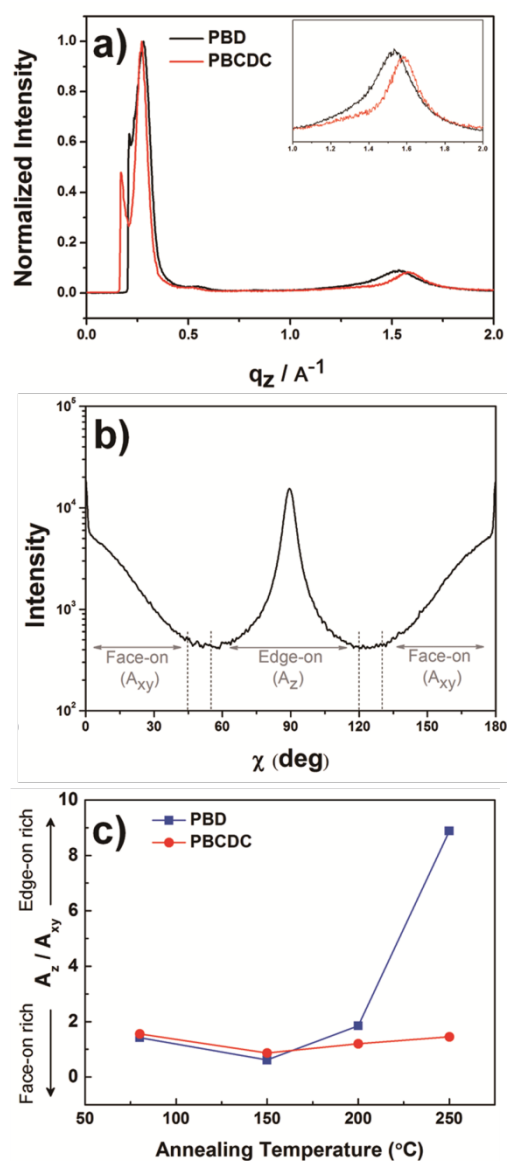 a)
PBD
PBCDC
1.0
0.8
0.6
0.4
0.2
0.0
Normalized Intensity
1.0 1.2 1.4 1.6 1.8 2.0
0.0 0.5 1.0 1.5 2.0
qz / A-1
b)
10^5
10^4
10^3
10^2
Intensity
Face-on
(Axy)
Edge-on
(Az)
Face-on
(Axy)
0 30 60 90 120 150 180
χ (deg)
c)
PBD
PBCDC
10
8
6
4
2
0
Edge-on rich
Az / Axy
Face-on rich
50 100 150 200 250
Annealing Temperature (°C)